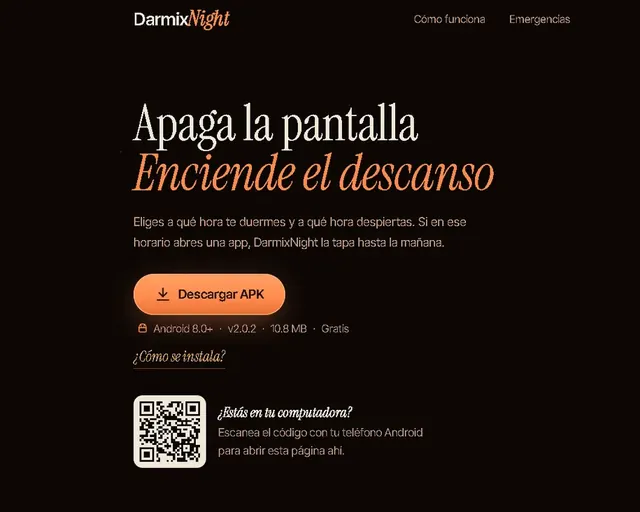 DarmixNight
Cómo funciona
Emergencias
Apaga la pantalla
Enciende el descanso
Eliges a qué hora te duermes y a qué hora despiertas. Si en ese
horario abres una app, DarmixNight la tapa hasta la mañana.
Descargar APK
Android 8.0+ · v2.0.2 · 10.8 MB · Gratis
¿Cómo se instala?
¿Estás en tu computadora?
Escanea el código con tu teléfono Android
para abrir esta página ahí.